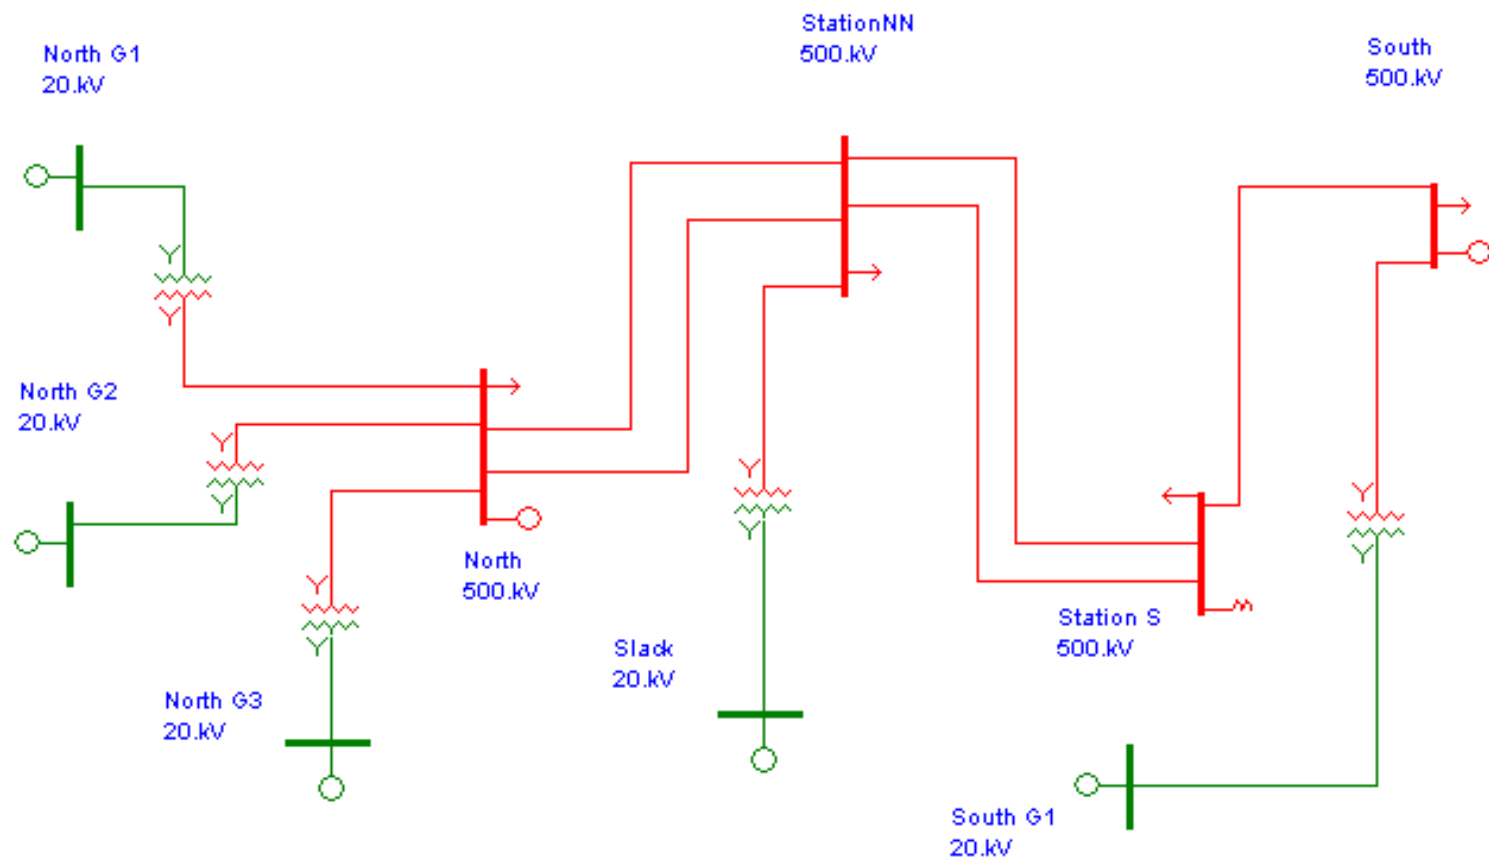 StationNN
500.kV
South
500.kV
North G1
20.kV
North G2
20.kV
North
500.kV
Station S
500.kV
Slack
20.kV
North G3
20.kV
South G1
20.kV